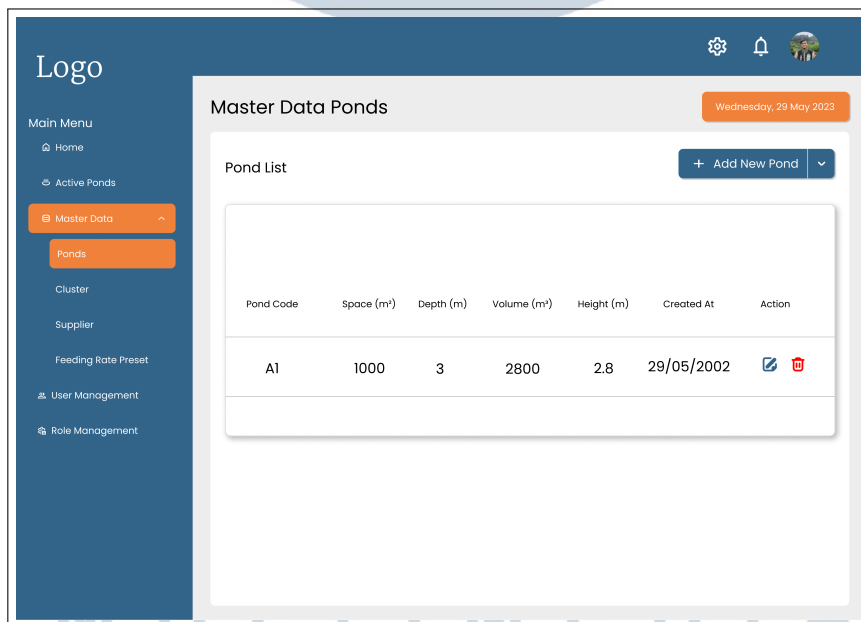 Logo
Main Menu
Home
Active Ponds
Master Data
Ponds
Cluster
Supplier
Feeding Rate Preset
User Management
Role Management
Master Data Ponds
Wednesday, 29 May 2023
Pond List
+ Add New Pond
Pond Code Space (m²) Depth (m) Volume (m³) Height (m) Created At Action
A1 1000 3 2800 2.8 29/05/2002